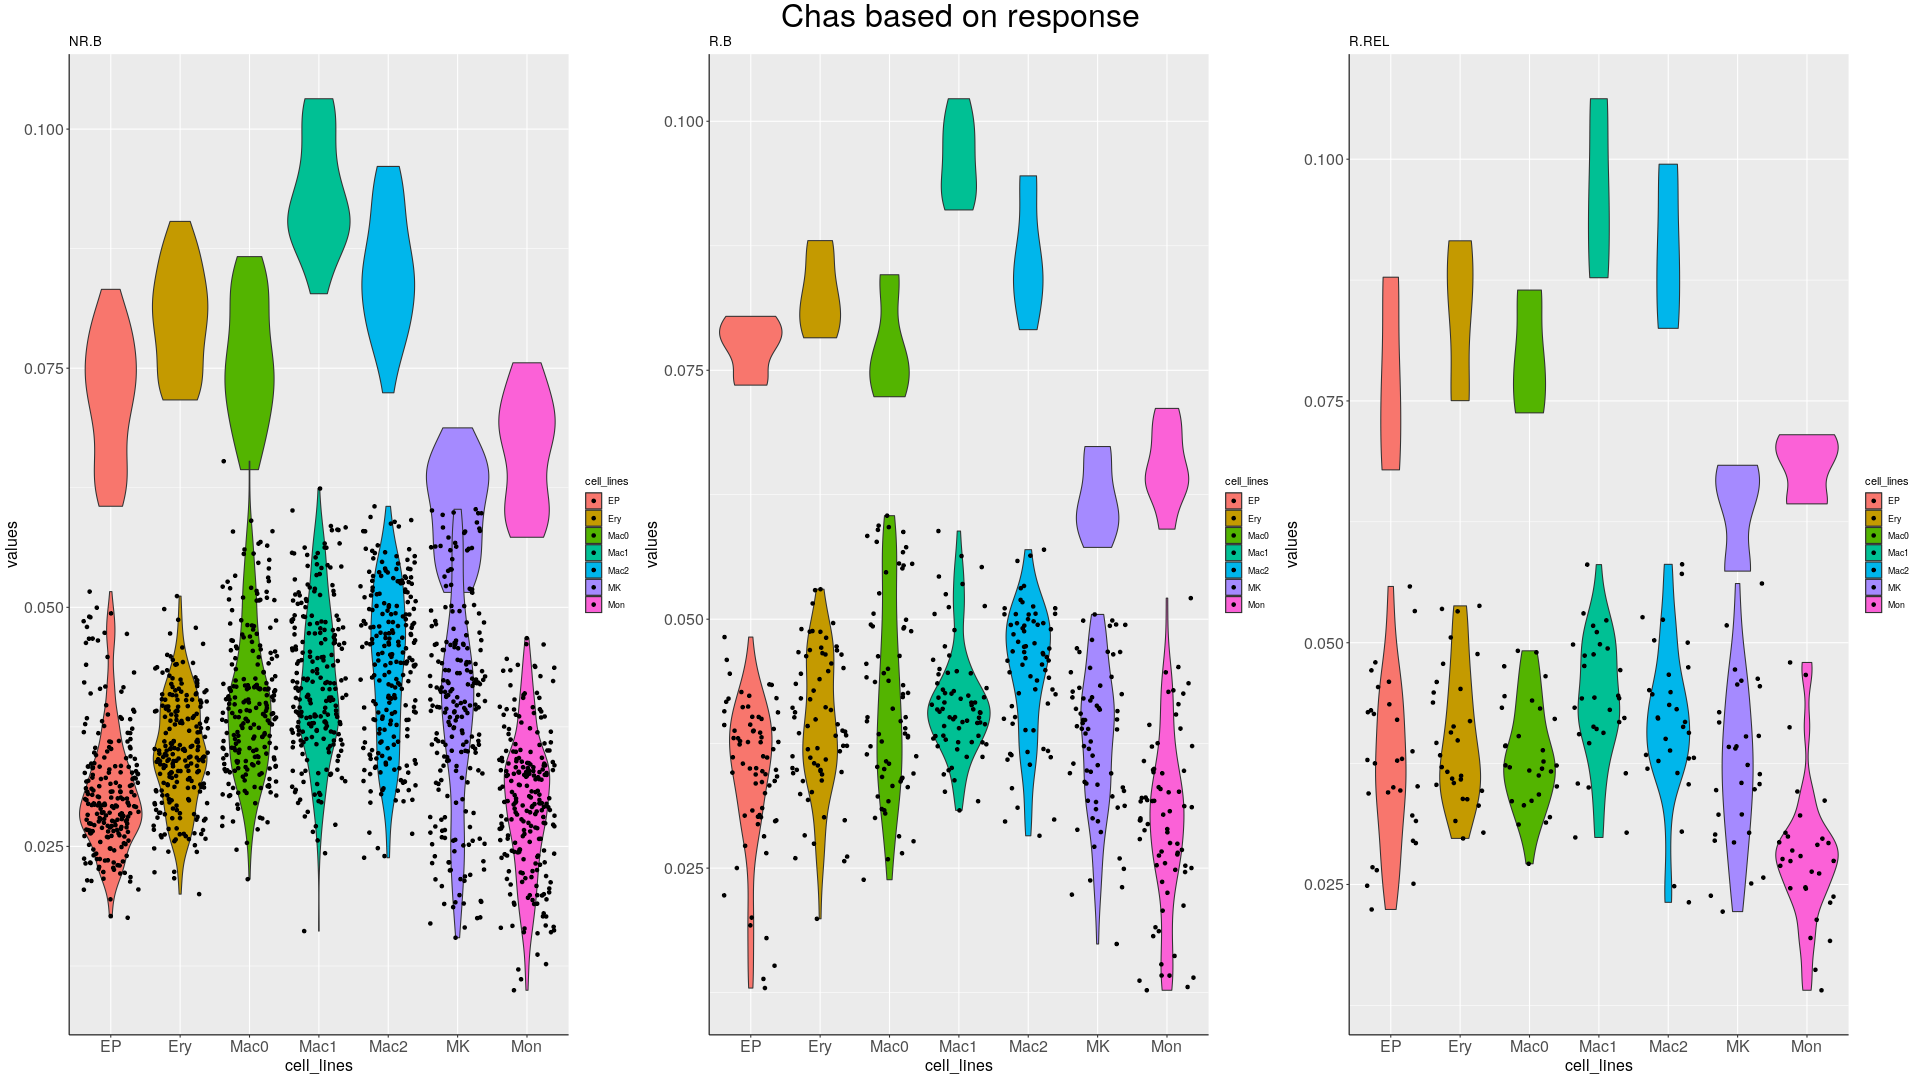 Chas based on response
NR.B
values
0.100
0.075
0.050
0.025
EP Ery Mac0 Mac1 Mac2 MK Mon
cell_lines
cell_lines
EP
Ery
Mac0
Mac1
Mac2
MK
Mon
R.B
values
0.100
0.075
0.050
0.025
EP Ery Mac0 Mac1 Mac2 MK Mon
cell_lines
cell_lines
EP
Ery
Mac0
Mac1
Mac2
MK
Mon
R.REL
values
0.100
0.075
0.050
0.025
EP Ery Mac0 Mac1 Mac2 MK Mon
cell_lines
cell_lines
EP
Ery
Mac0
Mac1
Mac2
MK
Mon